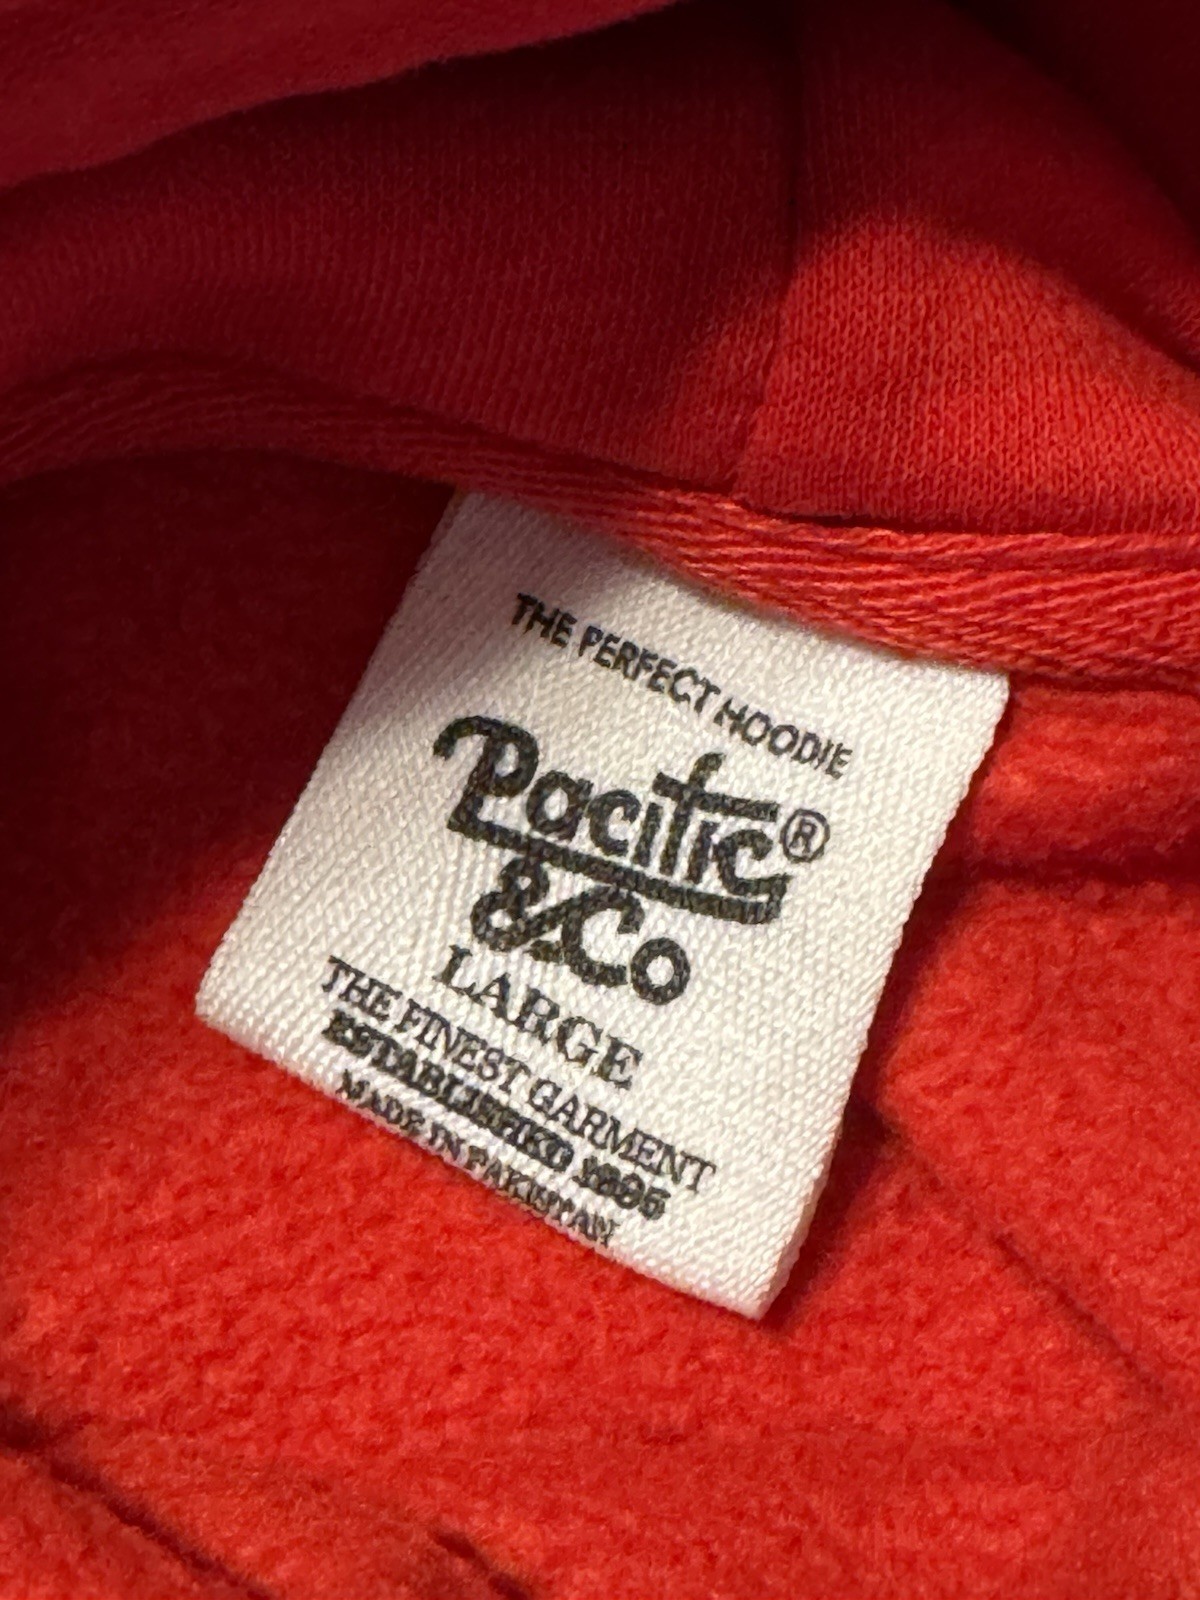 THE PERFECT HOODIE
Pacific®
&Co
LARGE
THE FINEST GARMENT
ESTABLISHED
MADE IN PAKISTAN